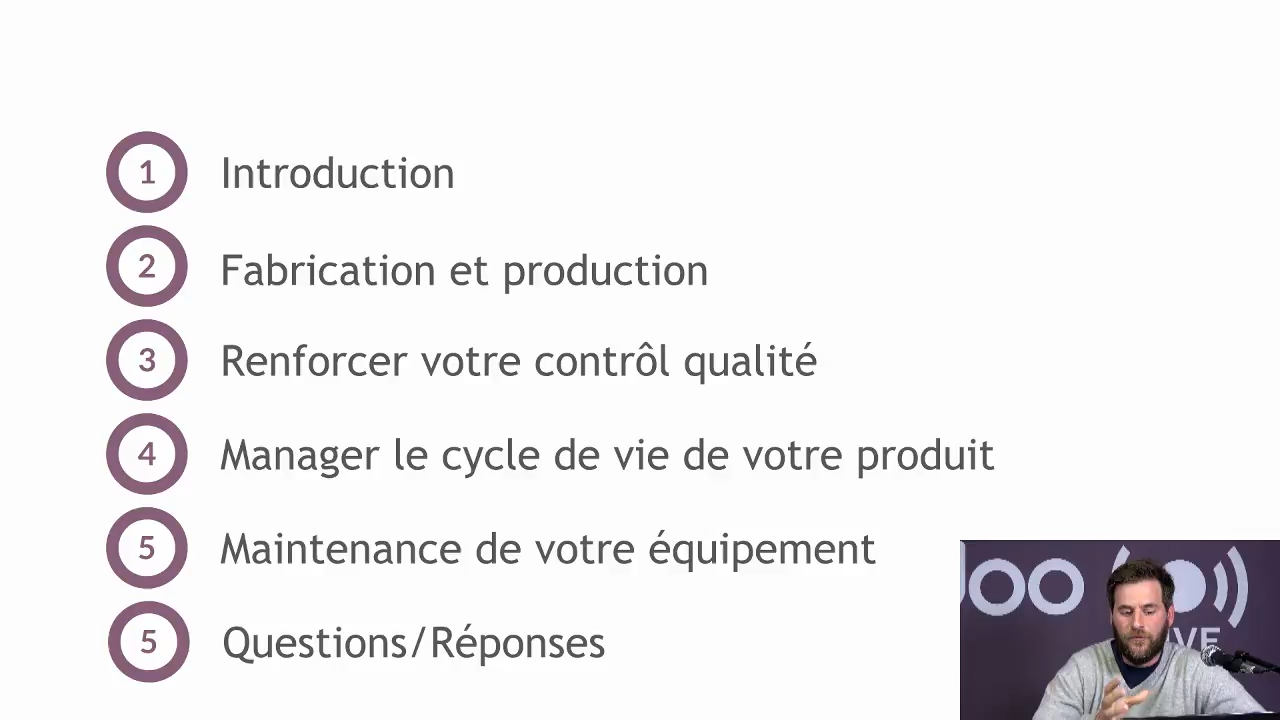 1 Introduction
2 Fabrication et production
3 Renforcer votre contrôl qualité
4 Manager le cycle de vie de votre produit
5 Maintenance de votre équipement
5 Questions/Réponses